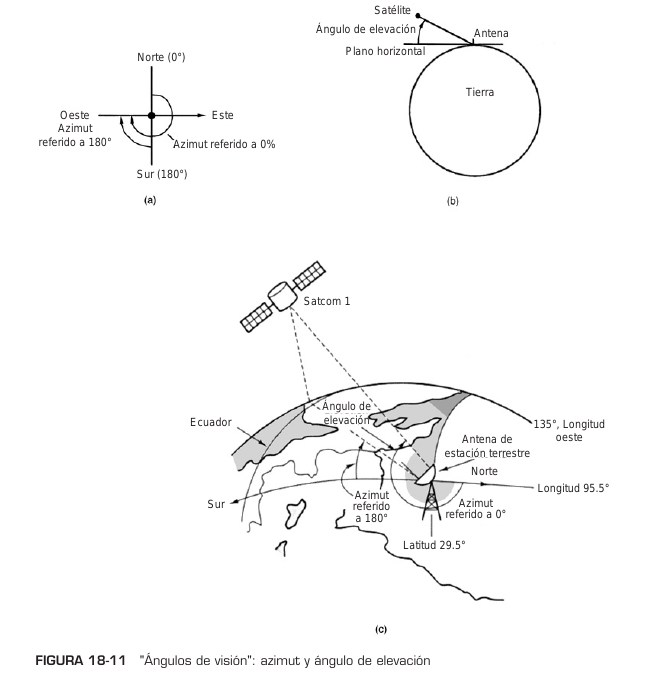 Norte (0°)
Oeste
Este
Azimut
referido a 180°
Azimut referido a 0%
Sur (180°)
(a)
Satélite
Ángulo de elevación
Antena
Plano horizontal
Tierra
(b)
Satcom 1
Ángulo de
elevación
Ecuador
135°, Longitud
oeste
Antena de
estación terrestre
Norte
Longitud 95.5°
Sur
Azimut
referido
a 180°
Azimut
referido a 0°
Latitud 29.5°
(c)
FIGURA 18-11 "Ángulos de visión": azimut y ángulo de elevación